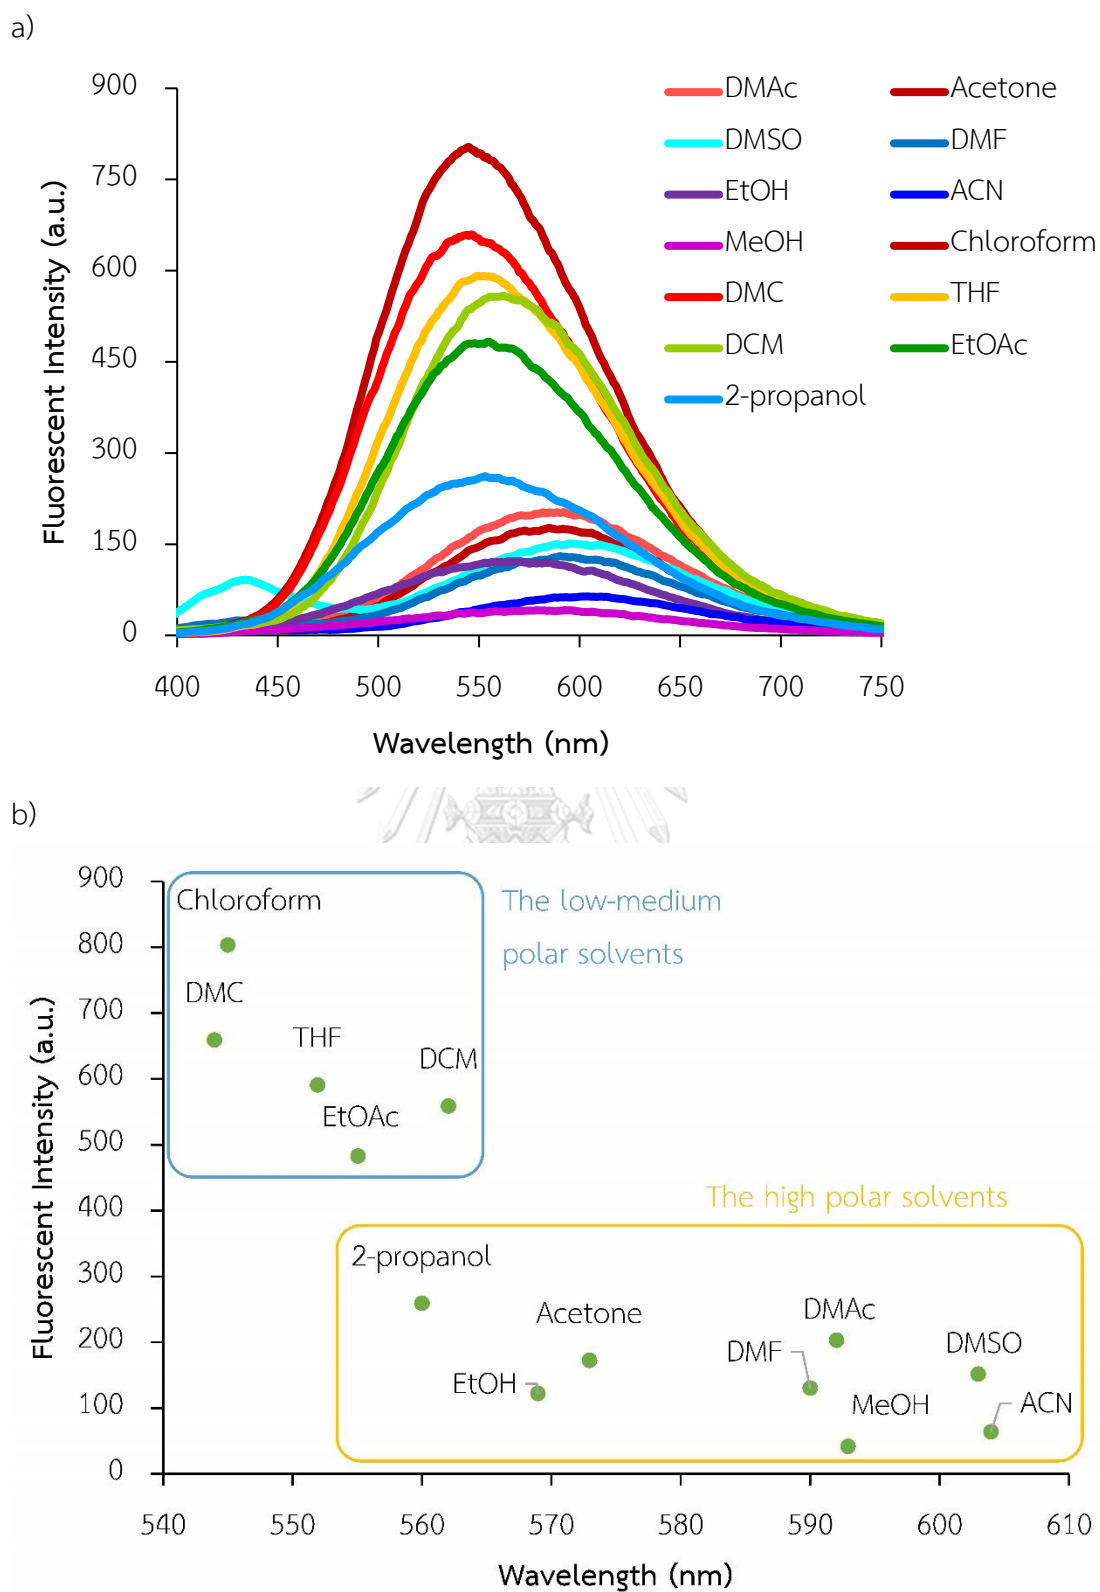 a)
900
750
600
450
300
150
0
Fluorescent Intensity (a.u.)
DMAc
Acetone
DMSO
DMF
EtOH
ACN
MeOH
Chloroform
DMC
THF
DCM
EtOAc
2-propanol
400 450 500 550 600 650 700 750
Wavelength (nm)
b)
900
800
700
600
500
400
300
200
100
0
Fluorescent Intensity (a.u.)
Chloroform
The low-medium
polar solvents
DMC
THF
DCM
EtOAc
The high polar solvents
2-propanol
Acetone
DMAc
DMF
DMSO
EtOH
MeOH
ACN
540 550 560 570 580 590 600 610
Wavelength (nm)